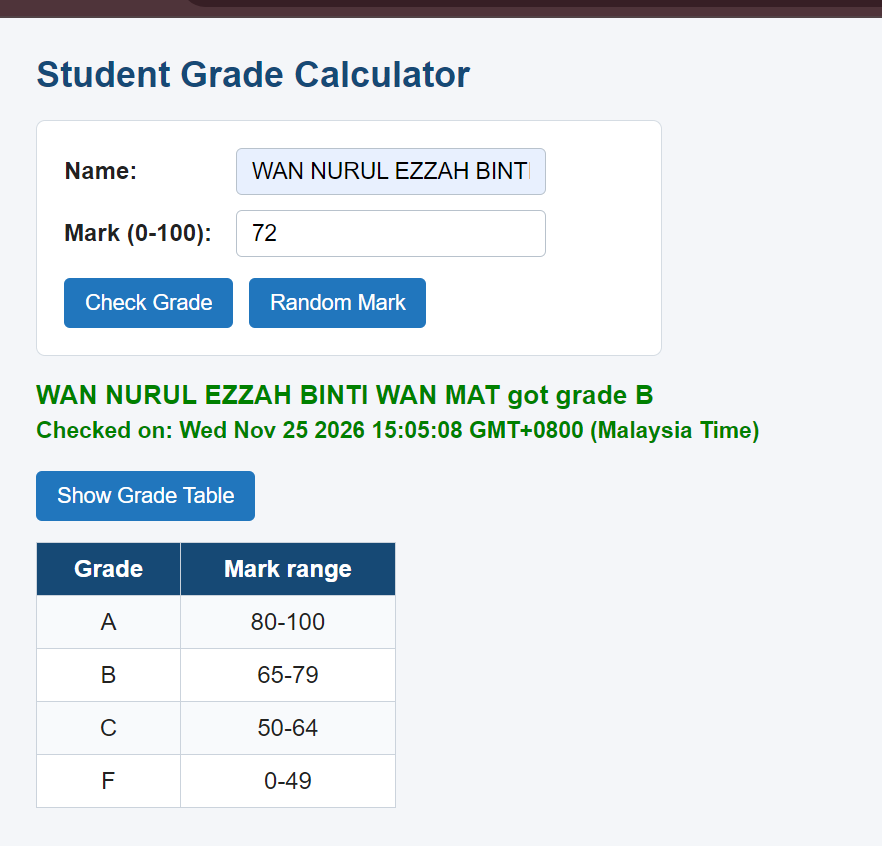 Student Grade Calculator
Name: WAN NURUL EZZAH BINTI
Mark (0-100): 72
Check Grade Random Mark
WAN NURUL EZZAH BINTI WAN MAT got grade B
Checked on: Wed Nov 25 2026 15:05:08 GMT+0800 (Malaysia Time)
Show Grade Table
Grade Mark range
A 80-100
B 65-79
C 50-64
F 0-49